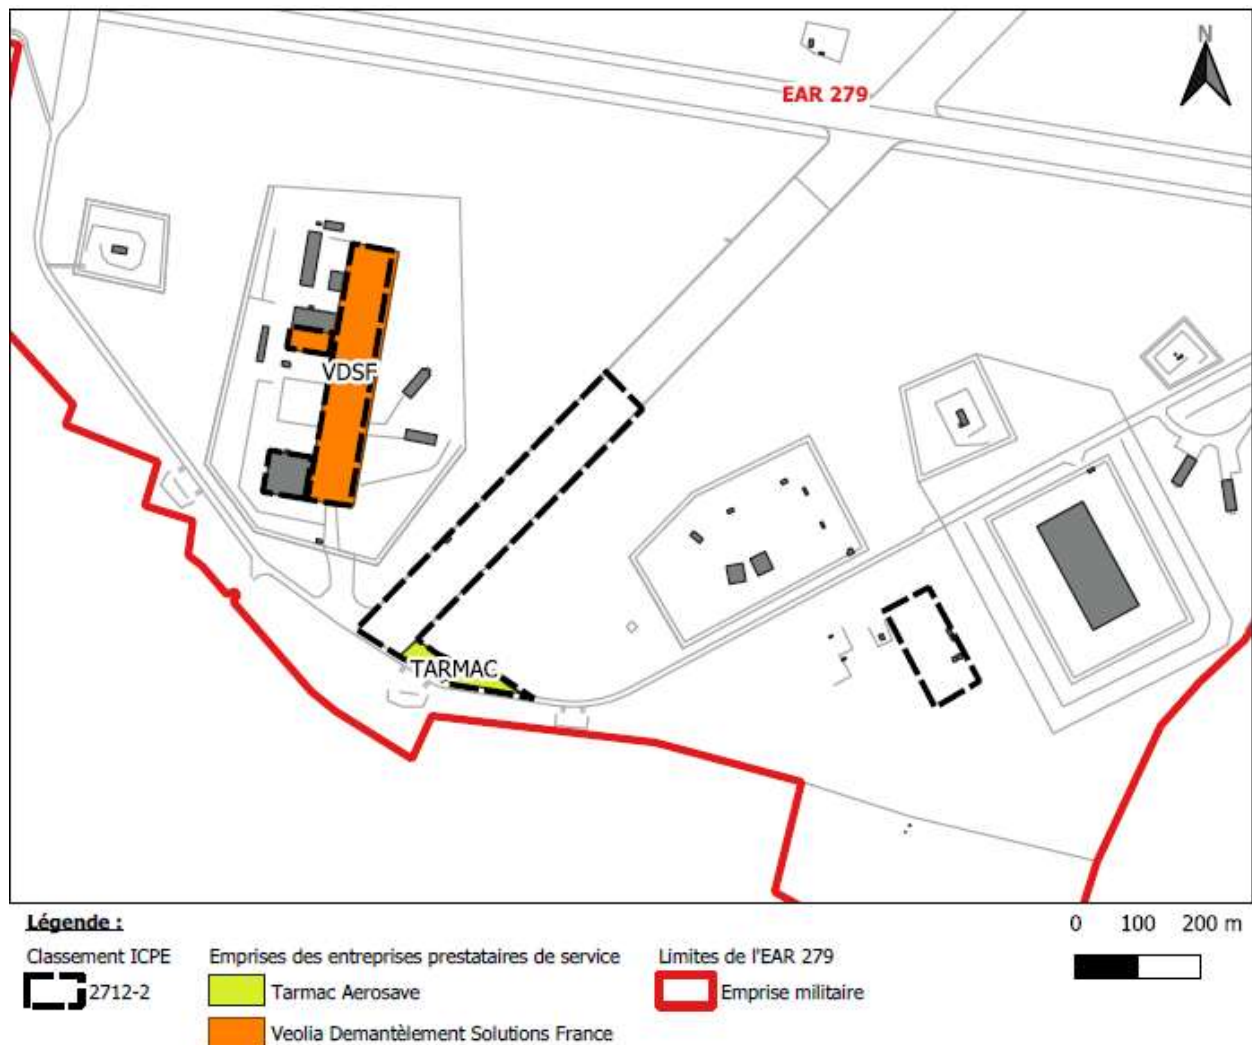 N
EAR 279
VDSF
TARMAC
Légende :
0 100 200 m
Classement ICPE
Emprises des entreprises prestataires de service
Limites de l'EAR 279
2712-2
Tarmac Aerosave
Emprise militaire
Veolia Demantèlement Solutions France